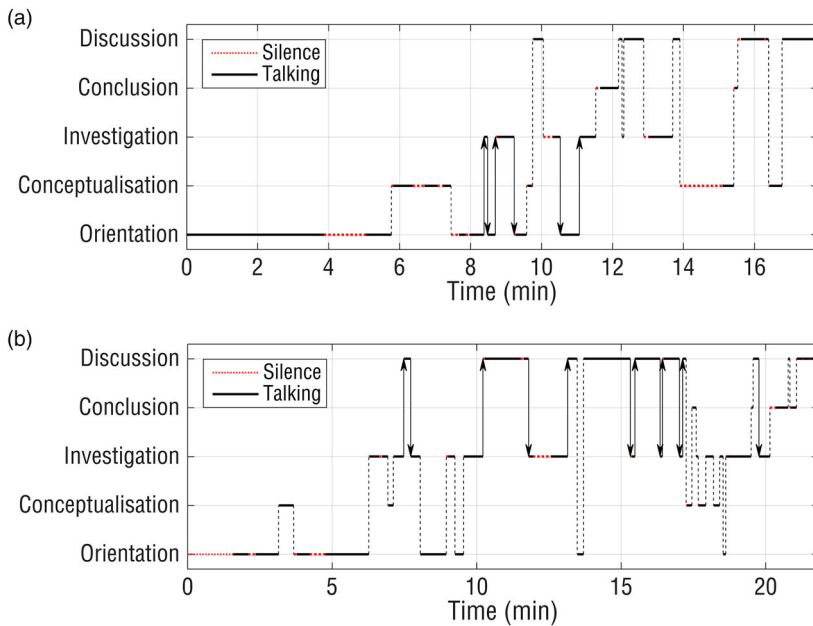 (a)
Discussion
Conclusion
Investigation
Conceptualisation
Orientation
Silence
Talking
0 2 4 6 8 10 12 14 16
Time (min)
(b)
Discussion
Conclusion
Investigation
Conceptualisation
Orientation
Silence
Talking
0 5 10 15 20
Time (min)